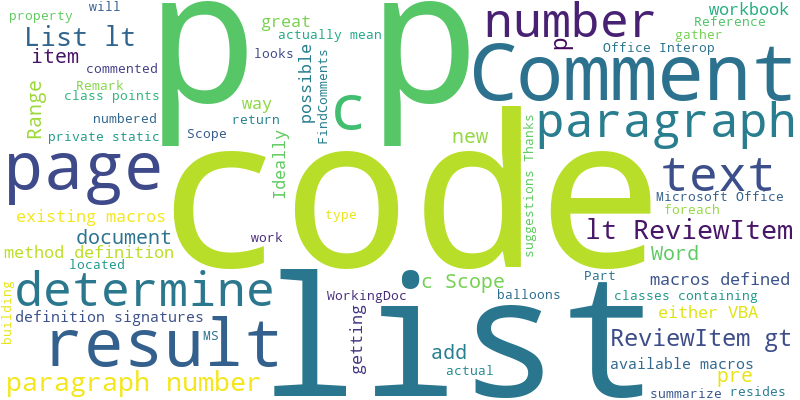 property
will
great
actually mean
looks
List lt
item
commented
Remark
class points
numbered
private static
Range
way
return
Scope
possible
FindComments
p p
number
p
workbook
Reference
gather
Office Interop
Comment
c
new
paragraph
Ideally
suggestions Thanks
page
code
text
Microsoft Office
foreach
existing macros
type
lt ReviewItem
document
work
method definition
Word
located
c Scope
Part
macros defined
determine
WorkingDoc
balloons
classes containing
building
definition signatures
either VBA
result
MS
getting
list
ReviewItem gt
add
available macros
actual
pre
paragraph number
summarize
resides